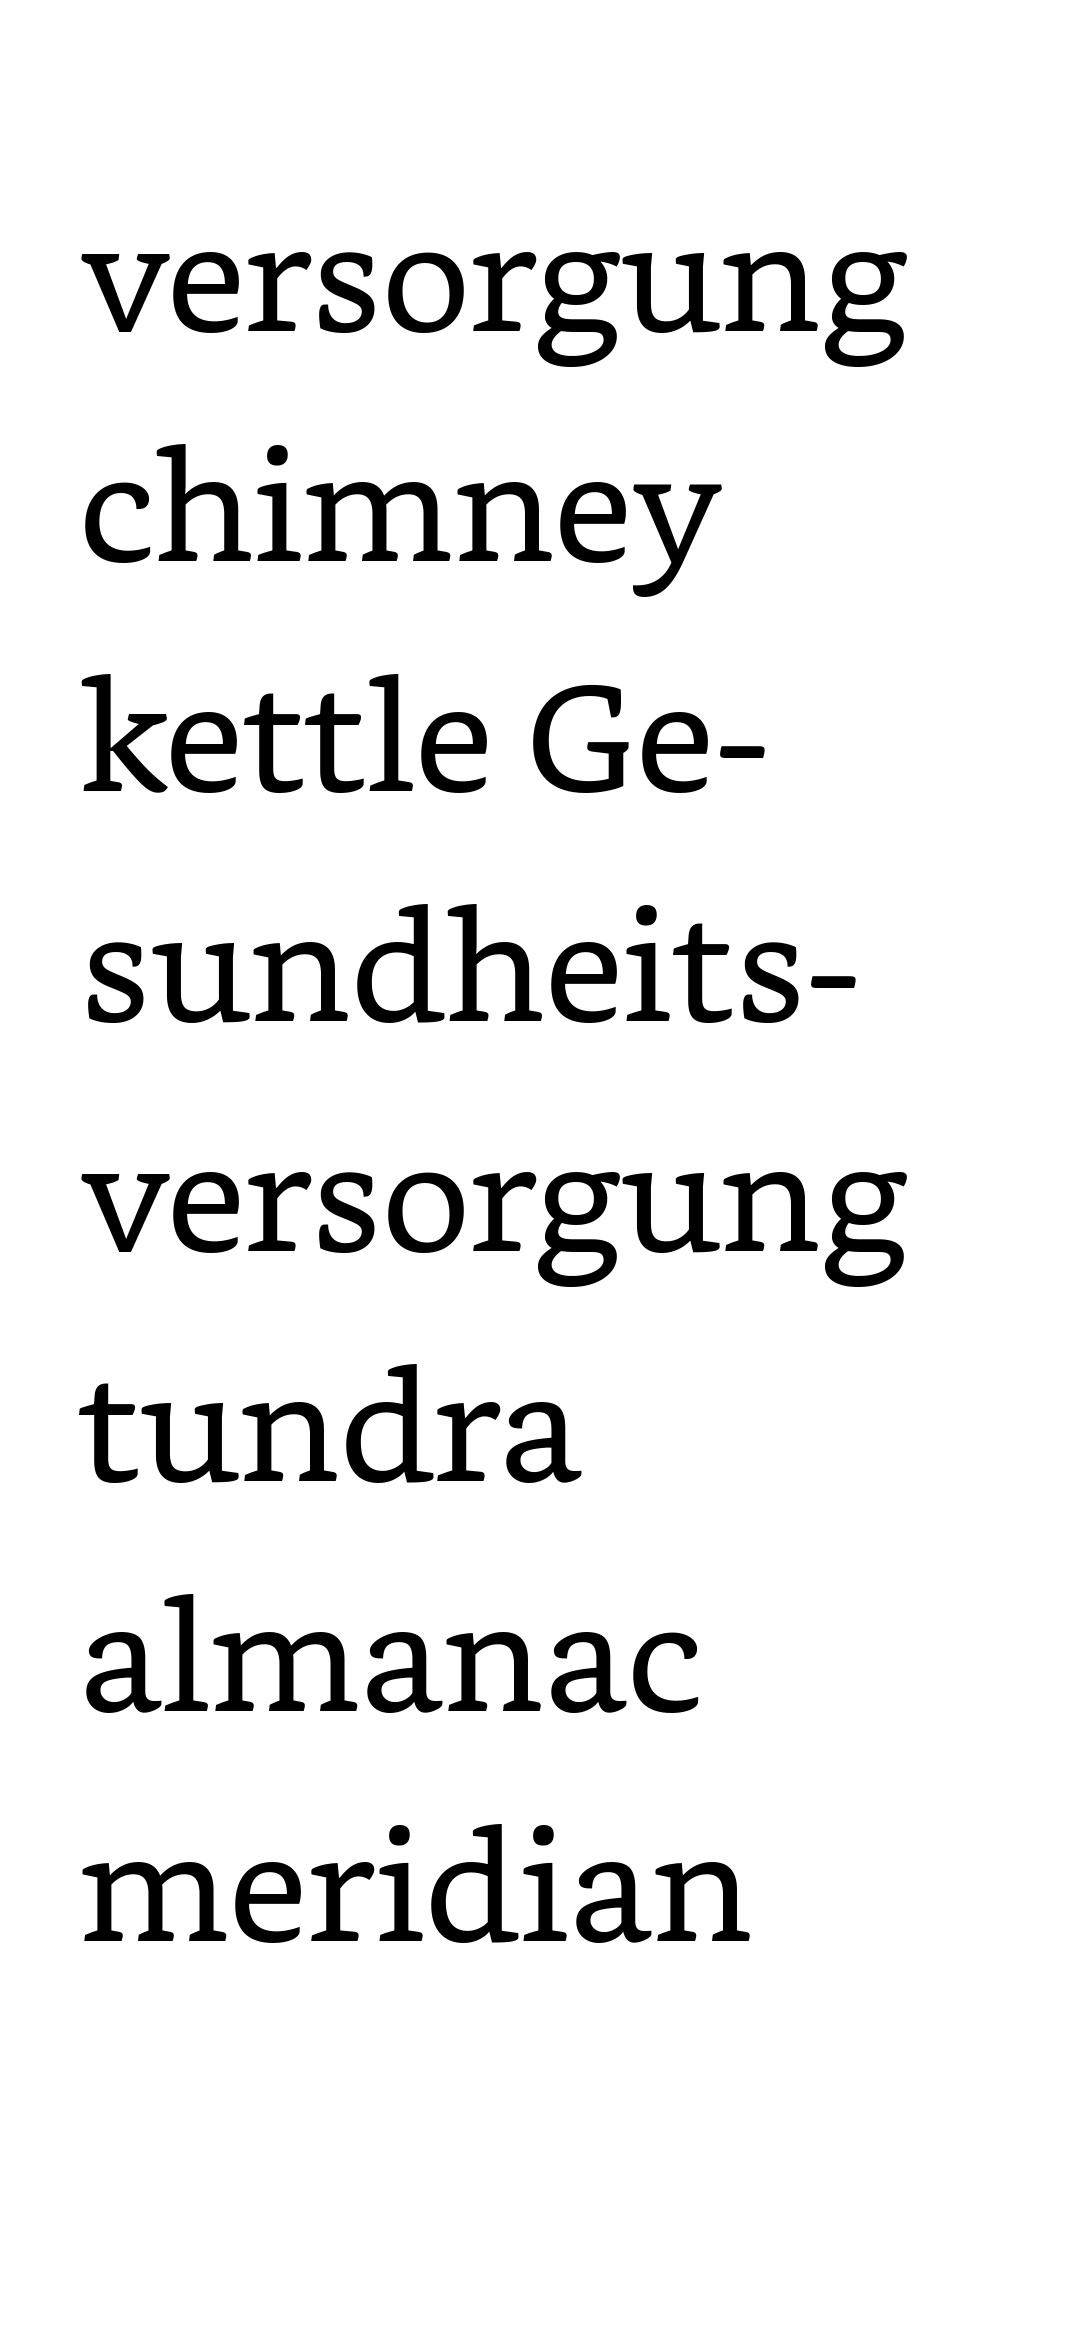 versorgung
chimney
kettle Ge-
sundheits-
versorgung
tundra
almanac
meridian